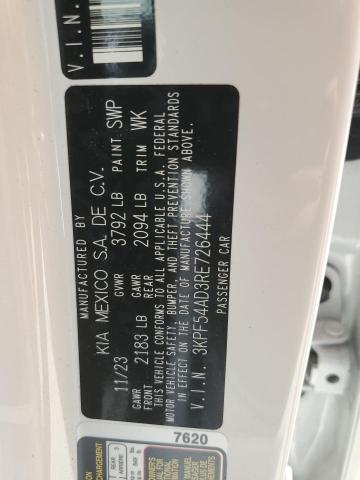 V.I.N.
MANUFACTURED BY
KIA MEXICO S.A. DE C.V.
11/23 GVWR 3792 LB PAINT SWP
GAWR FRONT 2183 LB GAWR REAR 2094 LB TRIM WK
THIS VEHICLE CONFORMS TO ALL APPLICABLE U.S.A. FEDERAL
MOTOR VEHICLE SAFETY, BUMPER, AND THEFT PREVENTION STANDARDS
IN EFFECT ON THE DATE OF MANUFACTURE SHOWN ABOVE.
V.I.N. 3KPF54AD3RE726444
PASSENGER CAR
7620
REAR
3